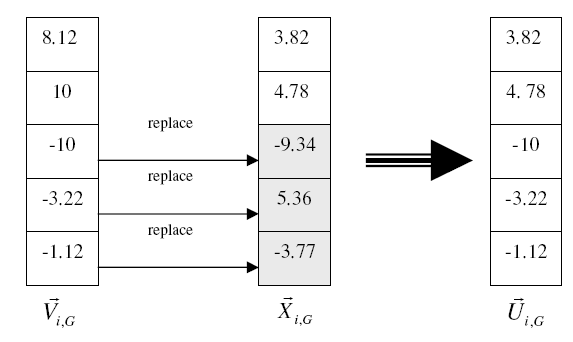 8.12 3.82 3.82
10 4.78 4. 78
replace
-10 -9.34 -10
replace
-3.22 5.36 -3.22
replace
-1.12 -3.77 -1.12
V⃗i,G X⃗i,G U⃗i,G